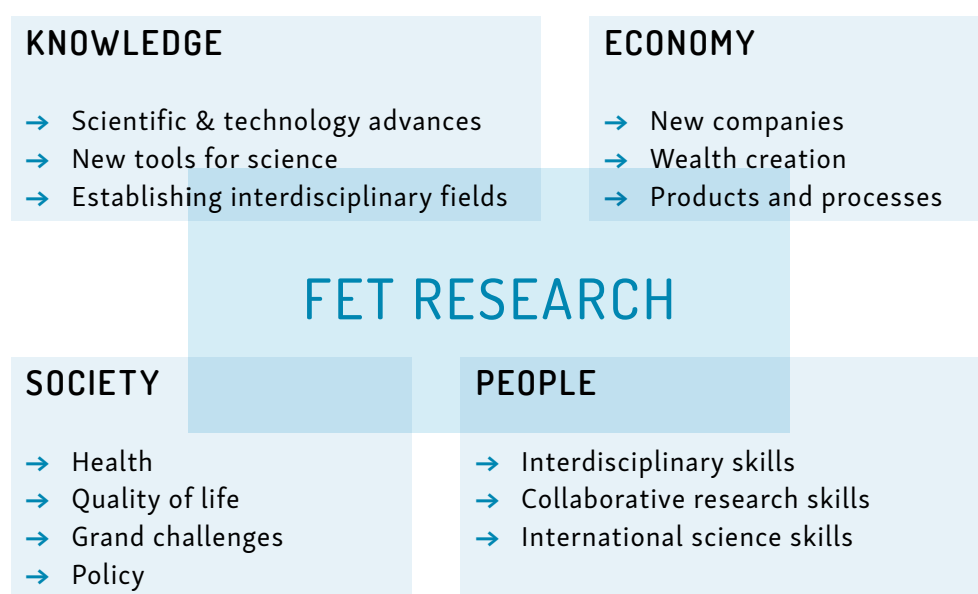 KNOWLEDGE
→ Scientific & technology advances
→ New tools for science
→ Establishing interdisciplinary fields
ECONOMY
→ New companies
→ Wealth creation
→ Products and processes
FET RESEARCH
SOCIETY
→ Health
→ Quality of life
→ Grand challenges
→ Policy
PEOPLE
→ Interdisciplinary skills
→ Collaborative research skills
→ International science skills